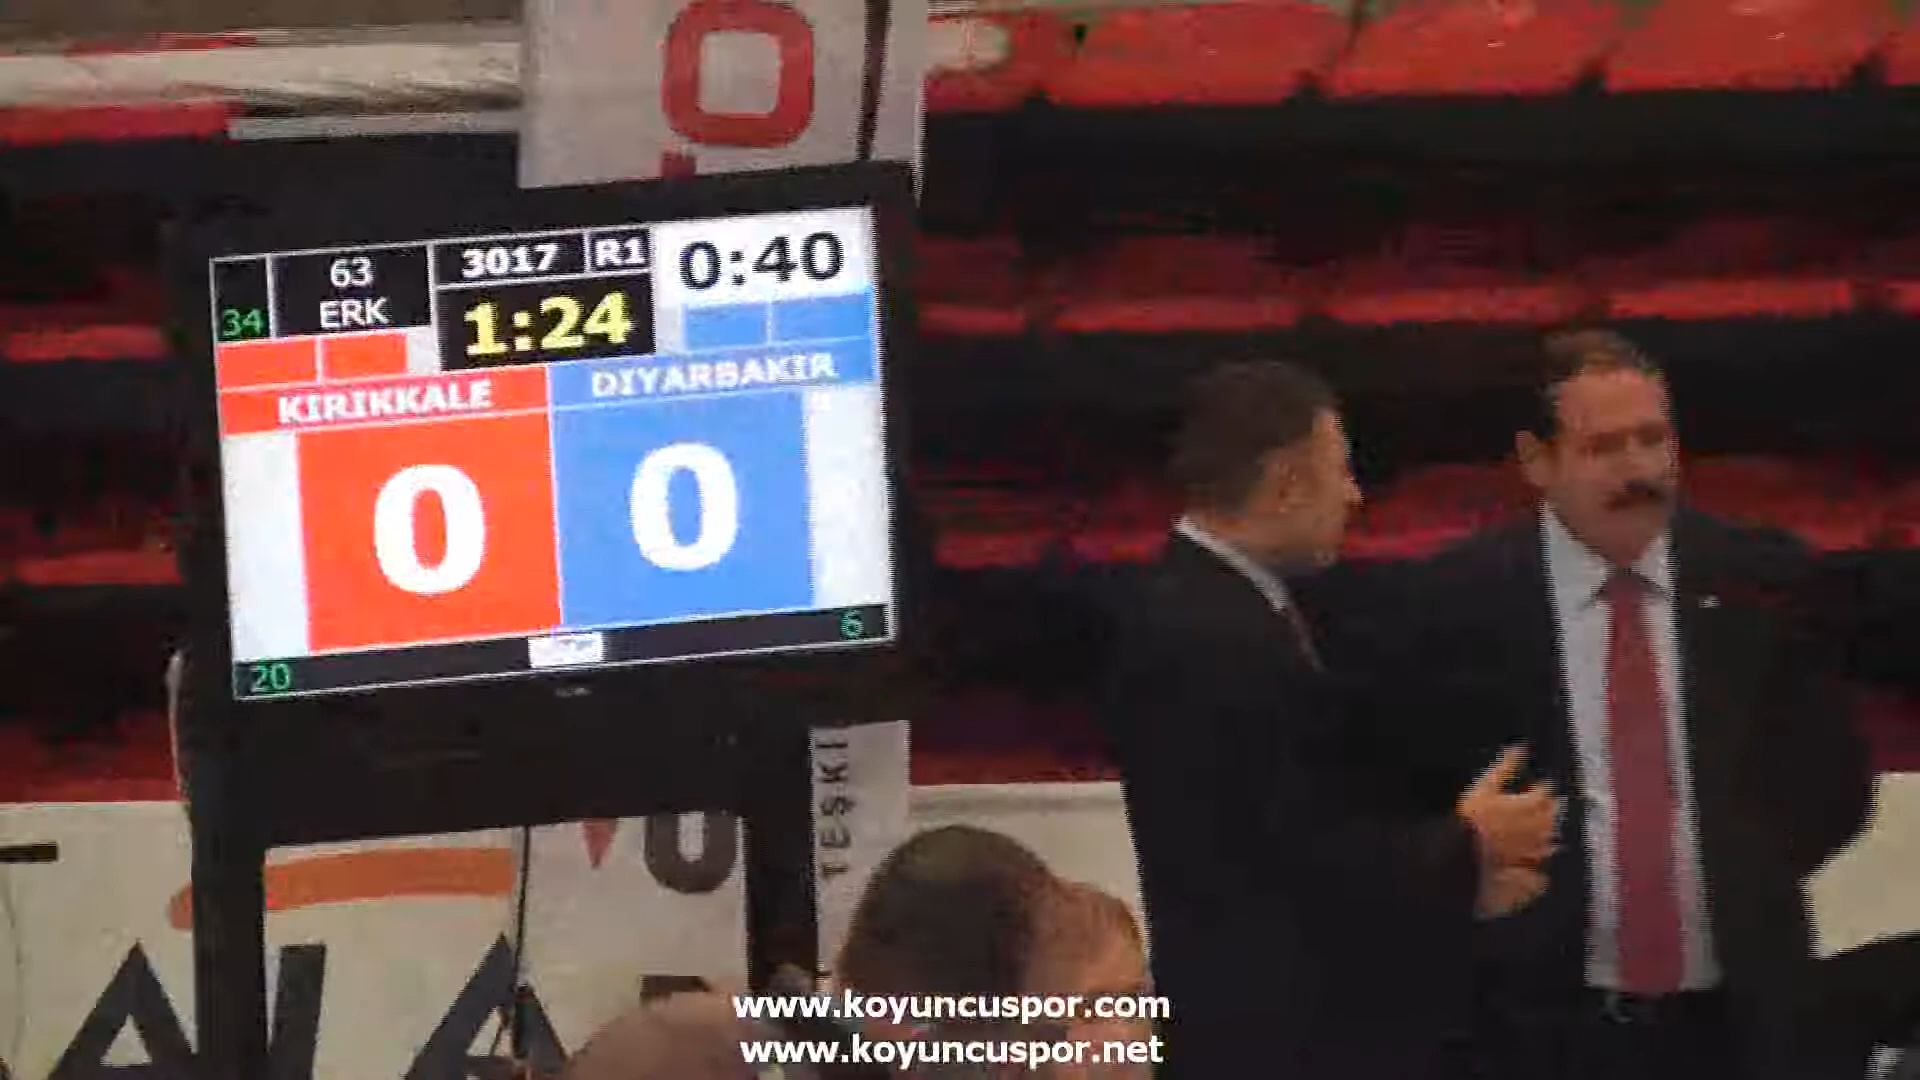 63
ERK
34
3017 R1
1:24
0:40
KIRIKKALE
DIYARBAKIR
0
0
20
6
TEŞKİ
www.koyuncuspor.com
www.koyuncuspor.net